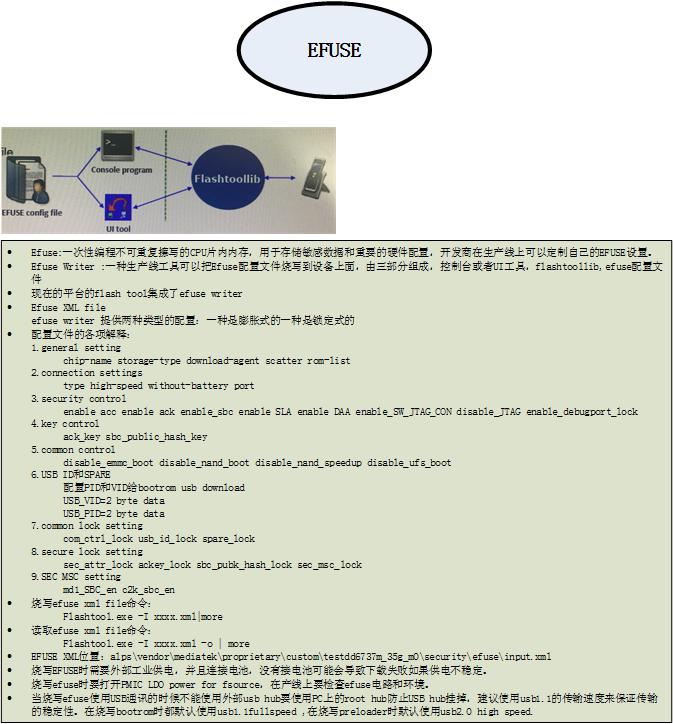 EFUSE
file
Console program
Flashtoollib
EFUSE config file
UI tool
• Efuse:一次性编程不可重复擦写的CPU片内内存，用于存储敏感数据和重要的硬件配置，开发商在生产线上可以定制自己的EFUSE设置。
• Efuse Writer :一种生产线工具可以把Efuse配置文件烧写到设备上面，由三部分组成，控制台或者UI工具，flashtoollib,efuse配置文
件
• 现在的平台的flash tool集成了efuse writer
• Efuse XML file
efuse writer 提供两种类型的配置：一种是膨胀式的一种是锁定式的
• 配置文件的各项解释：
1.general setting
chip-name storage-type download-agent scatter rom-list
2.connection settings
type high-speed without-battery port
3.security control
enable acc enable ack enable_sbc enable SLA enable DAA enable_SW_JTAG_CON disable_JTAG enable_debugport_lock
4.key control
ack_key sbc_public_hash_key
5.common control
disable_emmc_boot disable_nand_boot disable_nand_speedup disable_ufs_boot
6.USB ID和SPARE
配置PID和VID给bootrom usb download
USB_VID=2 byte data
USB_PID=2 byte data
7.common lock setting
com_ctrl_lock usb_id_lock spare_lock
8.secure lock setting
sec_attr_lock ackey_lock sbc_pubk_hash_lock sec_msc_lock
9.SEC MSC setting
md1_SBC_en c2k_sbc_en
• 烧写efuse xml file命令：
Flashtool.exe -I xxxx.xml|more
• 读取efuse xml file命令：
Flashtool.exe -I xxxx.xml -o | more
• EFUSE XML位置：alps\vendor\mediatek\proprietary\custom\testdd6737m_35g_m0\security\efuse\input.xml
• 烧写EFUSE时需要外部工业供电，并且连接电池，没有接电池可能会导致下载失败如果供电不稳定。
• 烧写efuse时要打开PMIC LDO power for fsource，在产线上要检查efuse电路和环境。
• 当烧写efuse使用USB通讯的时候不能使用外部usb hub要使用PC上的root hub防止USB hub挂掉，建议使用usb1.1的传输速度来保证传输
的稳定性。在烧写bootrom时都默认使用usb1.1fullspeed ,在烧写preloader时默认使用usb2.0 high speed.